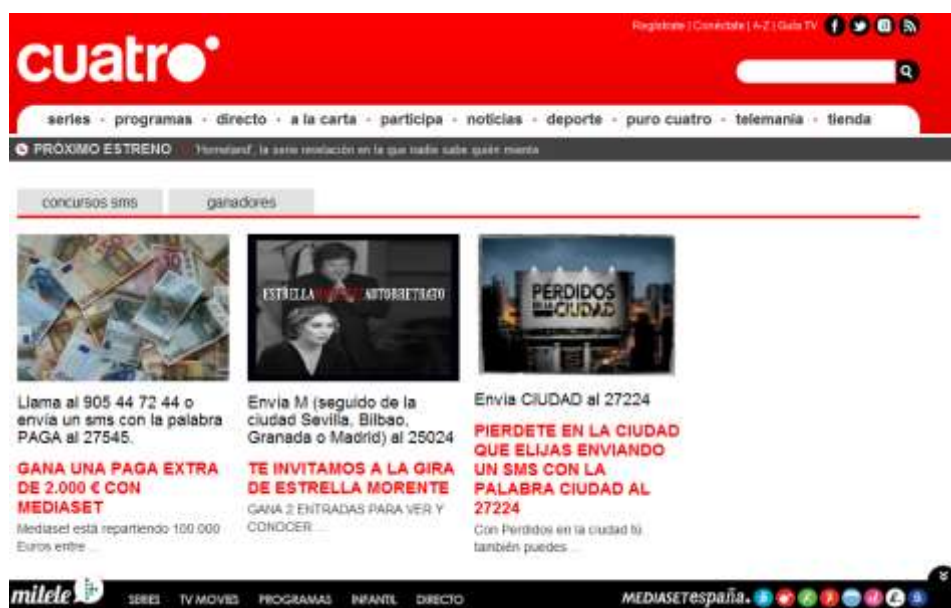 Regístrate | Conéctate | A-Z | Guía TV
cuatro
series - programas - directo - a la carta - participa - noticias - deporte - puro cuatro - telemania - tienda
PRÓXIMO ESTRENO 'Homeland', la serie revelación en la que nadie sabe quién miente
concursos sms
ganadores
ESTRELLA MORENTE AUTORRETRATO
PERDIDOS
EN LA CIUDAD
Llama al 905 44 72 44 o
envía un sms con la palabra
PAGA al 27545.
GANA UNA PAGA EXTRA
DE 2.000 € CON
MEDIASET
Mediaset está repartiendo 100.000
Euros entre ...
Envia M (seguido de la
ciudad Sevilla, Bilbao,
Granada o Madrid) al 25024
TE INVITAMOS A LA GIRA
DE ESTRELLA MORENTE
GANA 2 ENTRADAS PARA VER Y
CONOCER ...
Envia CIUDAD al 27224
PIERDETE EN LA CIUDAD
QUE ELIJAS ENVIANDO
UN SMS CON LA
PALABRA CIUDAD AL
27224
Con Perdidos en la ciudad tú
también puedes ...
mitele
SERIES TV MOVIES PROGRAMAS INFANTIL DIRECTO
MEDIASETespaña.